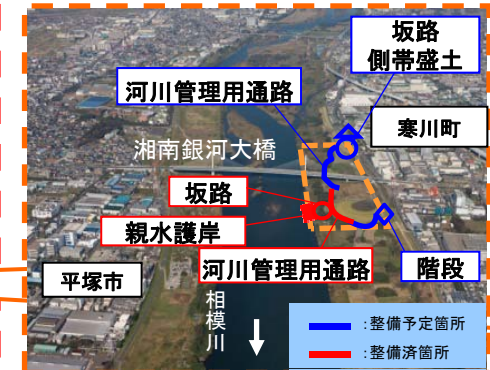 坂路
側帯盛土
河川管理用通路
寒川町
湘南銀河大橋
坂路
親水護岸
河川管理用通路
階段
平塚市
相模川
:整備予定箇所
:整備済箇所